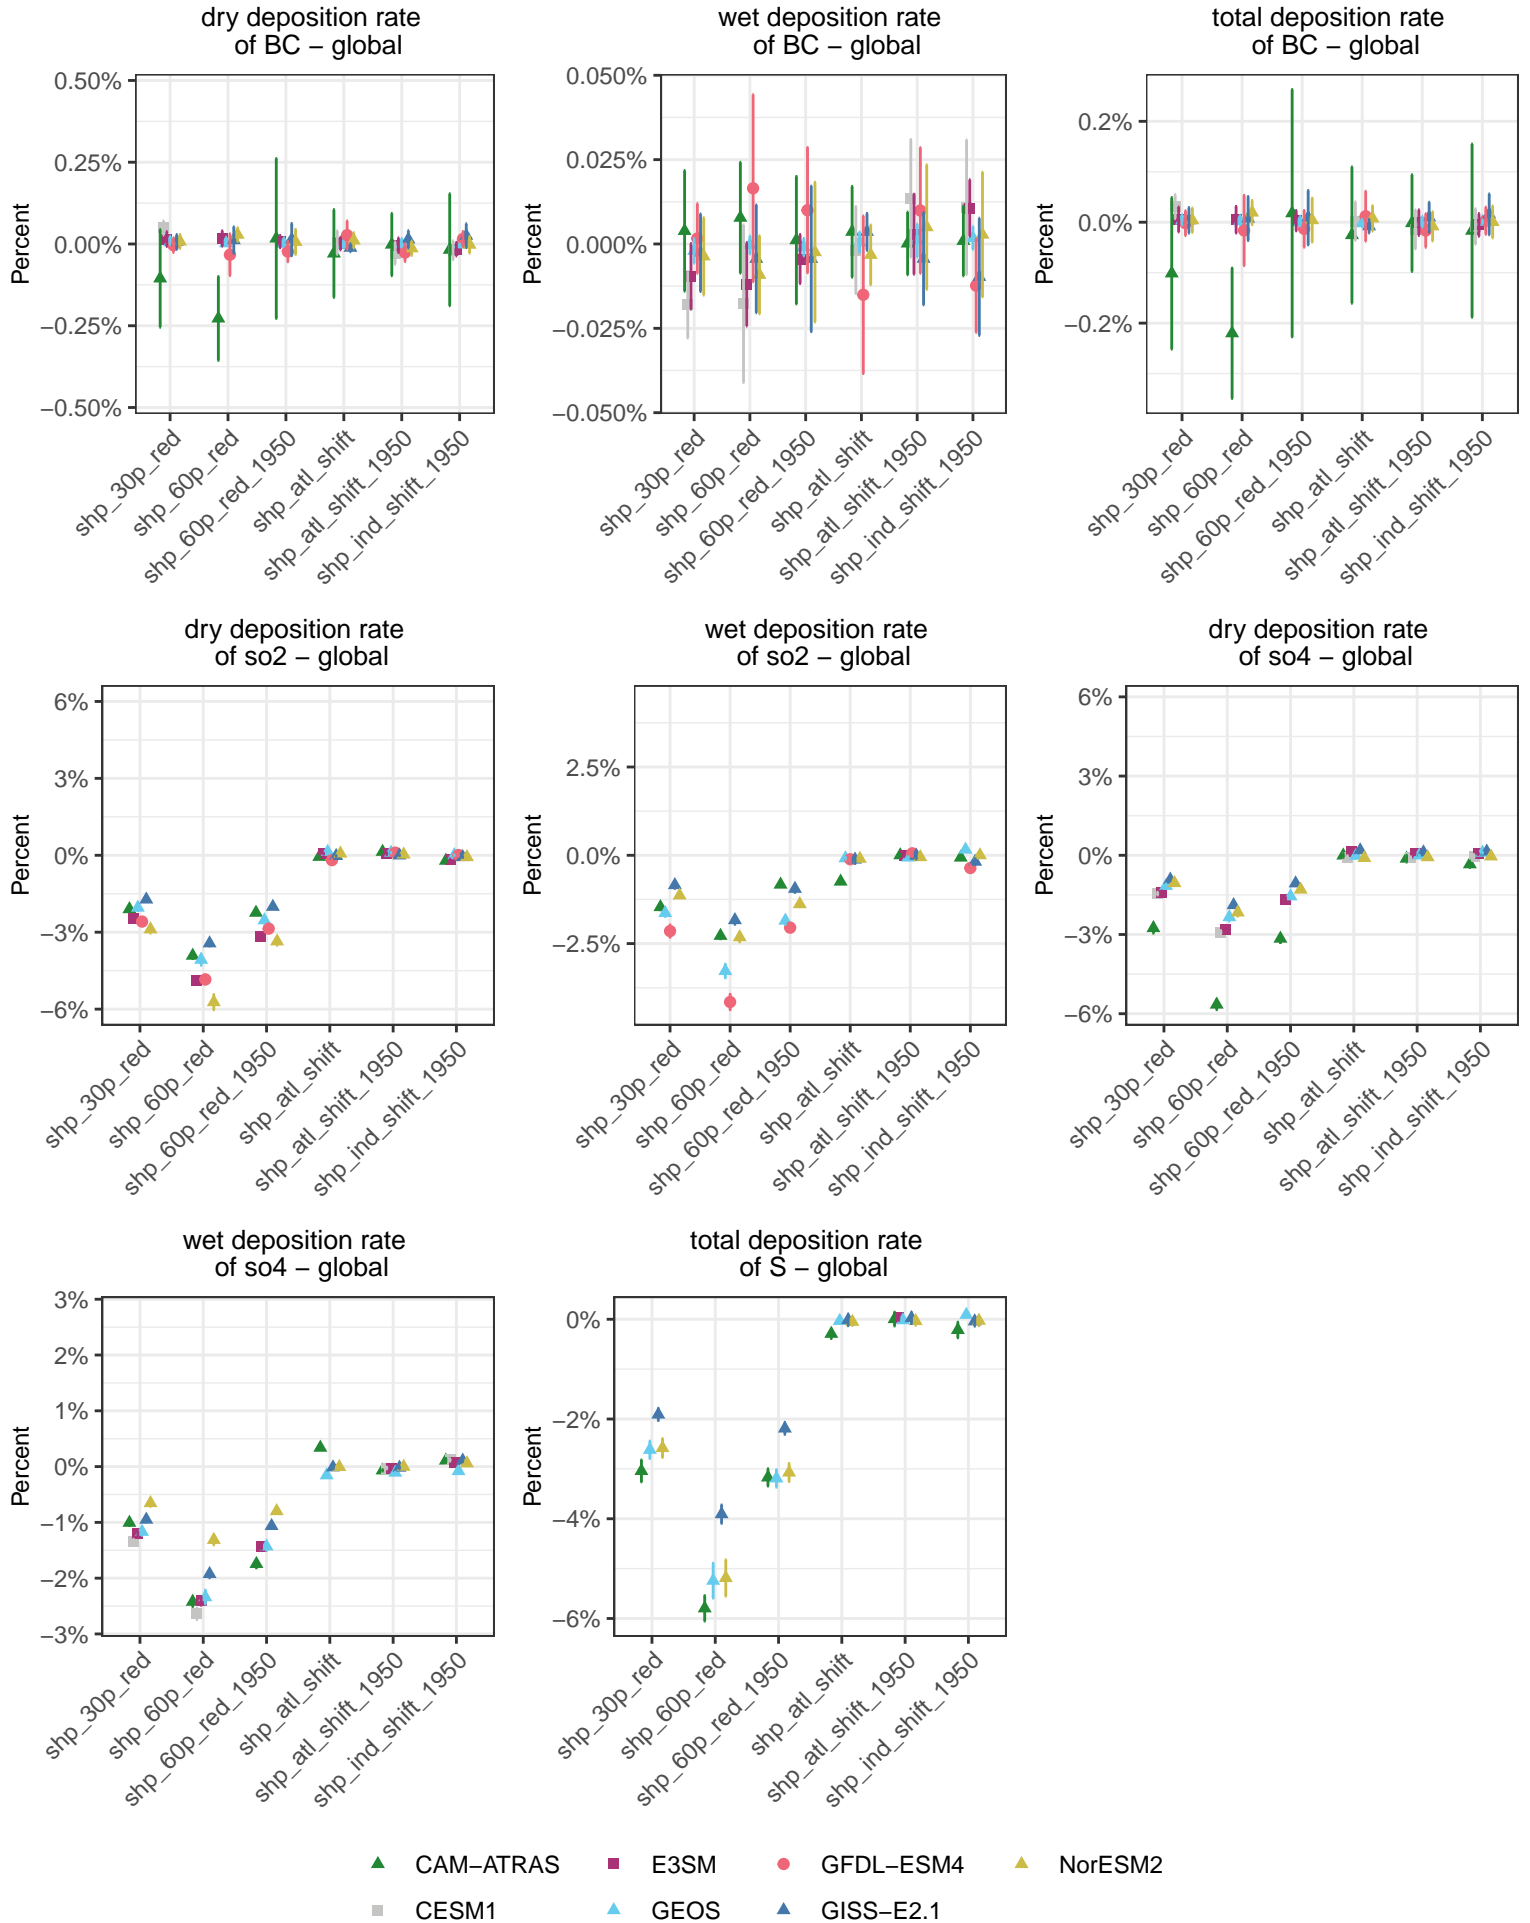 dry deposition rate
of BC − global
wet deposition rate
of BC − global
total deposition rate
of BC − global
Percent
0.50%
0.25%
0.00%
−0.25%
−0.50%
shp_30p_red
shp_60p_red
shp_60p_red_1950
shp_atl_shift
shp_atl_shift_1950
shp_ind_shift_1950
Percent
0.050%
0.025%
0.000%
−0.025%
−0.050%
shp_30p_red
shp_60p_red
shp_60p_red_1950
shp_atl_shift
shp_atl_shift_1950
shp_ind_shift_1950
Percent
0.2%
0.0%
−0.2%
shp_30p_red
shp_60p_red
shp_60p_red_1950
shp_atl_shift
shp_atl_shift_1950
shp_ind_shift_1950
dry deposition rate
of so2 − global
wet deposition rate
of so2 − global
dry deposition rate
of so4 − global
Percent
6%
3%
0%
−3%
−6%
shp_30p_red
shp_60p_red
shp_60p_red_1950
shp_atl_shift
shp_atl_shift_1950
shp_ind_shift_1950
Percent
2.5%
0.0%
−2.5%
shp_30p_red
shp_60p_red
shp_60p_red_1950
shp_atl_shift
shp_atl_shift_1950
shp_ind_shift_1950
Percent
6%
3%
0%
−3%
−6%
shp_30p_red
shp_60p_red
shp_60p_red_1950
shp_atl_shift
shp_atl_shift_1950
shp_ind_shift_1950
wet deposition rate
of so4 − global
total deposition rate
of S − global
Percent
3%
2%
1%
0%
−1%
−2%
−3%
shp_30p_red
shp_60p_red
shp_60p_red_1950
shp_atl_shift
shp_atl_shift_1950
shp_ind_shift_1950
Percent
0%
−2%
−4%
−6%
shp_30p_red
shp_60p_red
shp_60p_red_1950
shp_atl_shift
shp_atl_shift_1950
shp_ind_shift_1950
CAM−ATRAS E3SM GFDL−ESM4 NorESM2
CESM1 GEOS GISS−E2.1